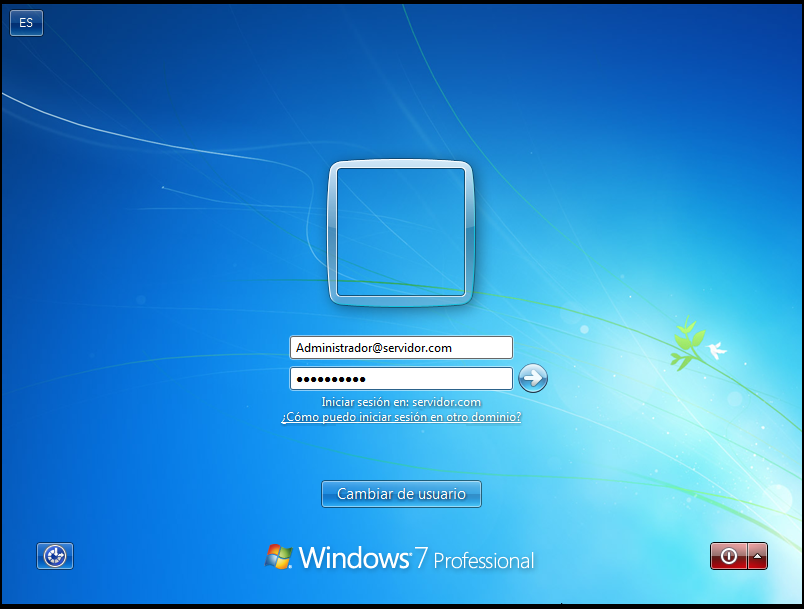 ES
Administrador@servidor.com
●●●●●●●●●●
Iniciar sesión en: servidor.com
¿Cómo puedo iniciar sesión en otro dominio?
Cambiar de usuario
Windows 7 Professional